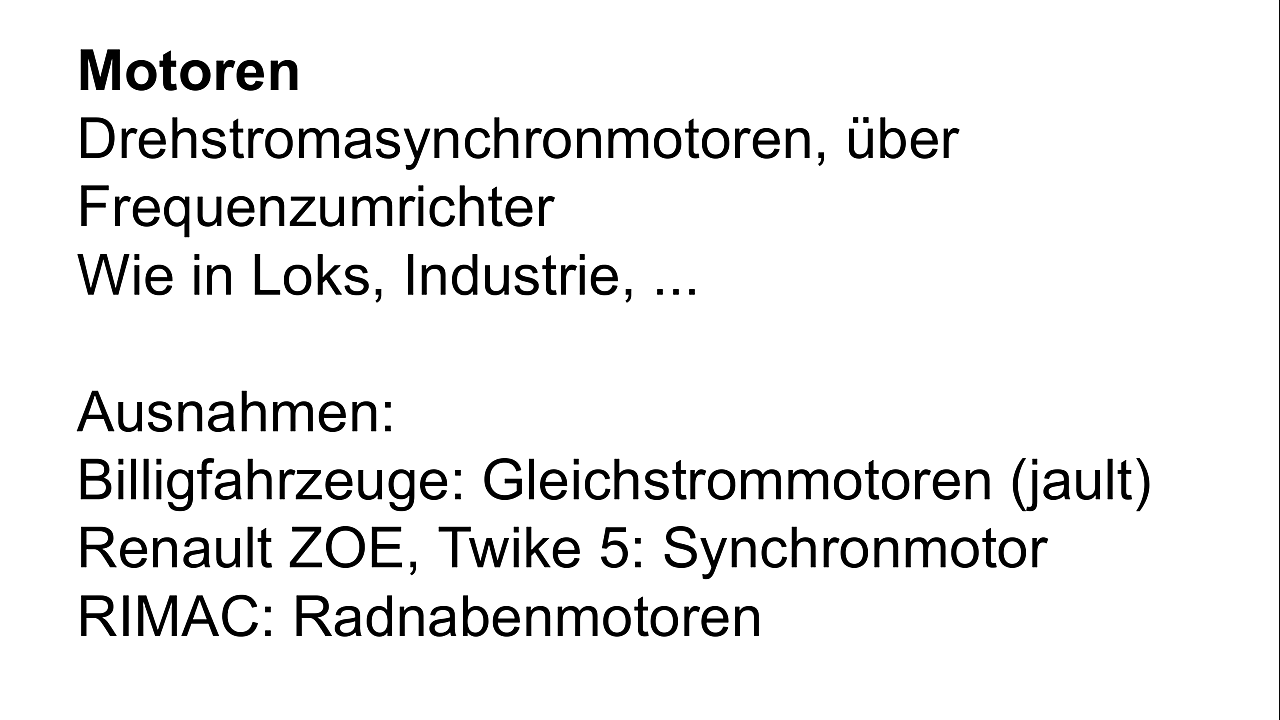 Motoren
Drehstromasynchronmotoren, über
Frequenzumrichter
Wie in Loks, Industrie, ...
Ausnahmen:
Billigfahrzeuge: Gleichstrommotoren (jault)
Renault ZOE, Twike 5: Synchronmotor
RIMAC: Radnabenmotoren